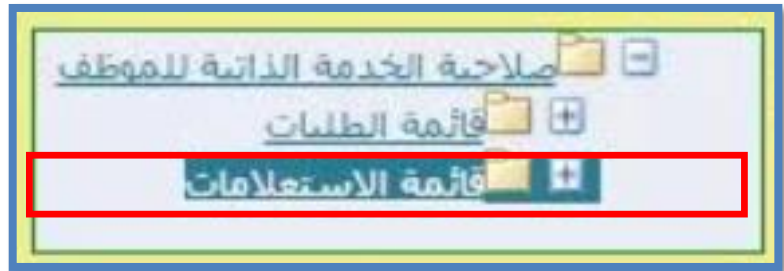 صلاحية الخدمة الذاتية للموظف
قائمة الطلبات
قائمة الاستعلامات